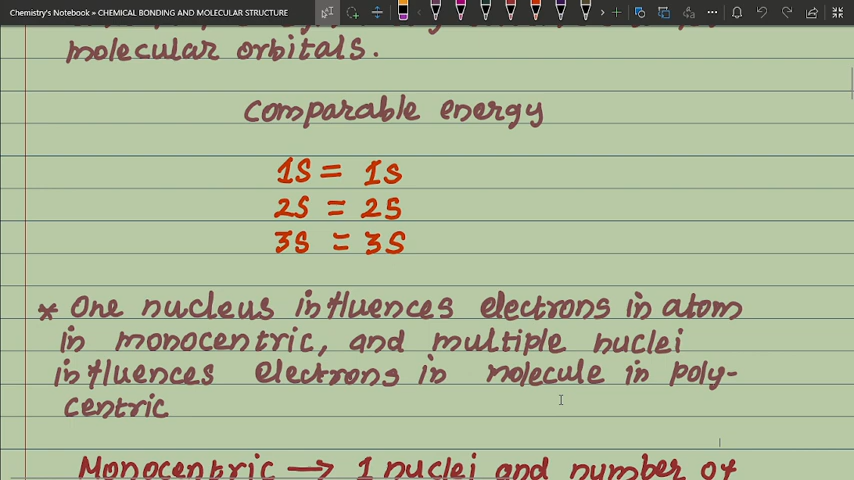 Chemistry's Notebook » CHEMICAL BONDING AND MOLECULAR STRUCTURE
molecular orbitals.
Comparable energy
1S = 1S
2S = 2S
3S = 3S
* One nucleus influences electrons in atom
in monocentric, and multiple nuclei
influences electrons in molecule in poly-
centric
Monocentric → 1 nuclei and number of